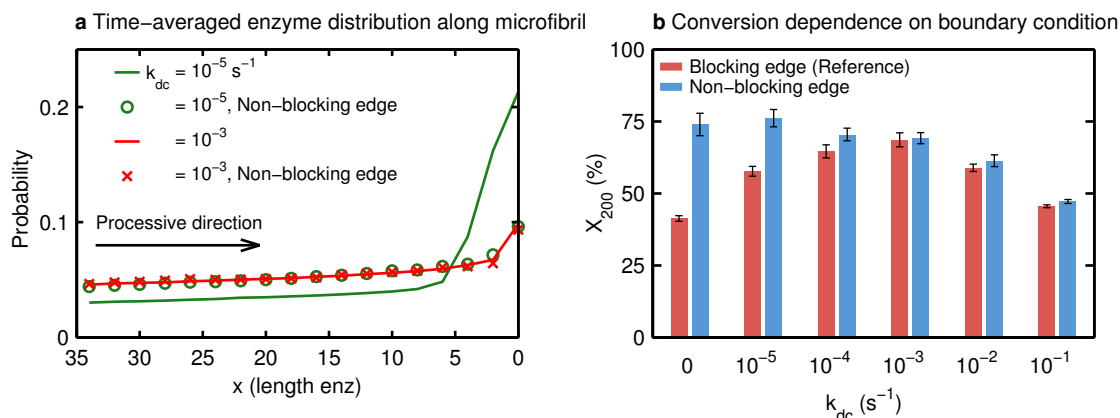 a Time−averaged enzyme distribution along microfibril
k_dc = 10^−5 s^−1
= 10^−5, Non−blocking edge
= 10^−3
= 10^−3, Non−blocking edge
Processive direction
Probability
0.2
0.1
0
35 30 25 20 15 10 5 0
x (length enz)
b Conversion dependence on boundary condition
Blocking edge (Reference)
Non−blocking edge
X_200 (%)
100
75
50
25
0
0 10^−5 10^−4 10^−3 10^−2 10^−1
k_dc (s^−1)